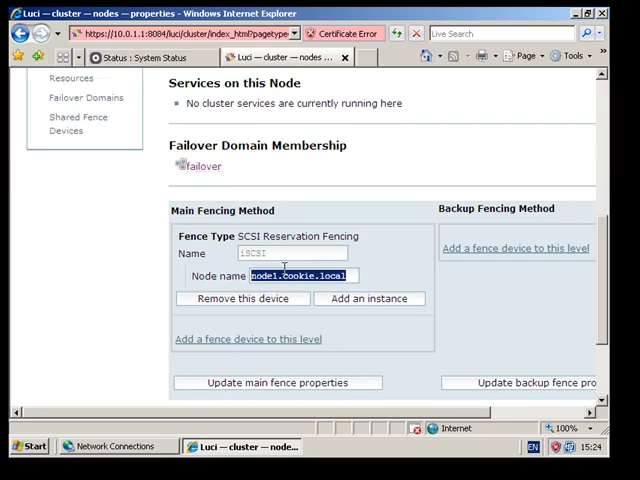 Luci — cluster — nodes — properties - Windows Internet Explorer
https://10.0.1.1:8084/luci/cluster/index_html?pagetype=
Certificate Error
Live Search
Status : System Status
Luci — cluster — nodes ...
Page
Tools
Resources
Failover Domains
Shared Fence
Devices
Services on this Node
No cluster services are currently running here
Failover Domain Membership
failover
Main Fencing Method
Backup Fencing Method
Fence Type SCSI Reservation Fencing
Name iSCSI
Node name node1.cookie.local
Remove this device
Add an instance
Add a fence device to this level
Add a fence device to this level
Update main fence properties
Update backup fence pro
Internet
100%
Start
Network Connections
Luci — cluster — node...
EN
15:24